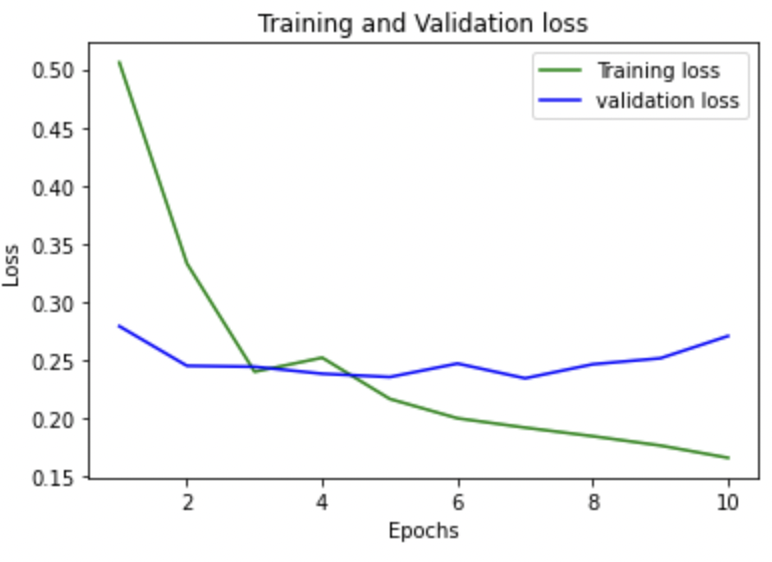 Training and Validation loss
Training loss
validation loss
0.50
0.45
0.40
0.35
0.30
0.25
0.20
0.15
Loss
2 4 6 8 10
Epochs